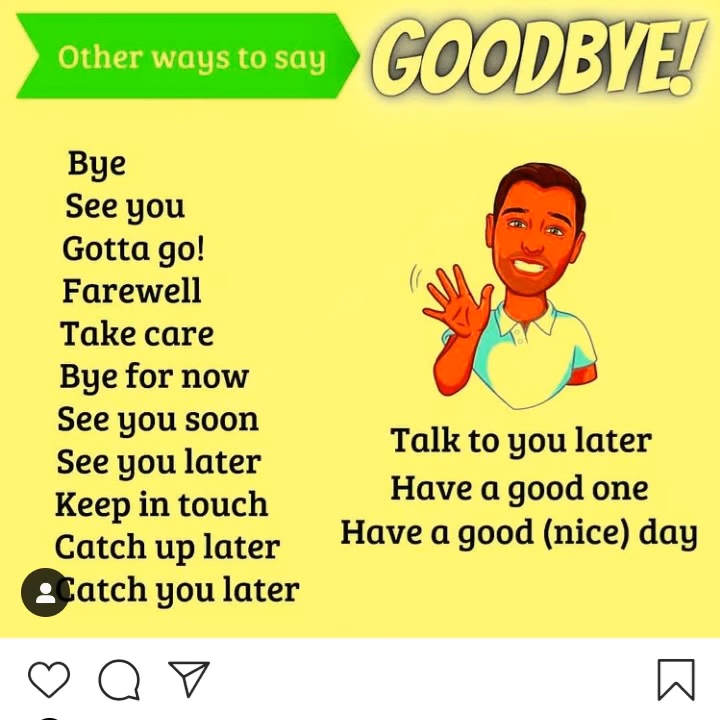 Other ways to say GOODBYE!
Bye
See you
Gotta go!
Farewell
Take care
Bye for now
See you soon
See you later
Keep in touch
Catch up later
Catch you later
Talk to you later
Have a good one
Have a good (nice) day